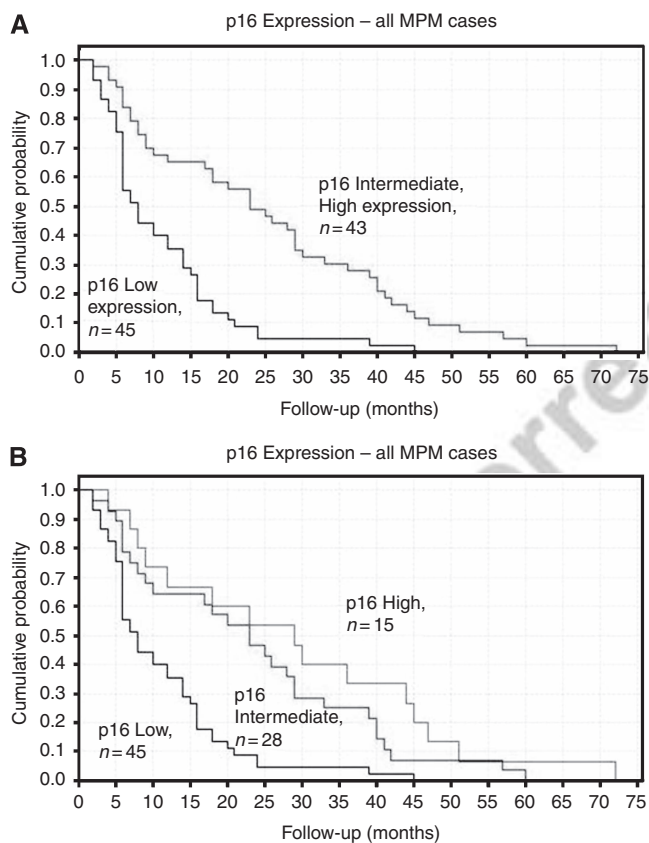 A
p16 Expression – all MPM cases
Cumulative probability
1.0
0.9
0.8
0.7
0.6
0.5
0.4
0.3
0.2
0.1
0.0
p16 Intermediate,
High expression,
n=43
p16 Low
expression,
n=45
0 5 10 15 20 25 30 35 40 45 50 55 60 65 70 75
Follow-up (months)
B
p16 Expression – all MPM cases
Cumulative probability
1.0
0.9
0.8
0.7
0.6
0.5
0.4
0.3
0.2
0.1
0.0
p16 High,
n=15
p16
Intermediate,
n=28
p16 Low,
n=45
0 5 10 15 20 25 30 35 40 45 50 55 60 65 70 75
Follow-up (months)